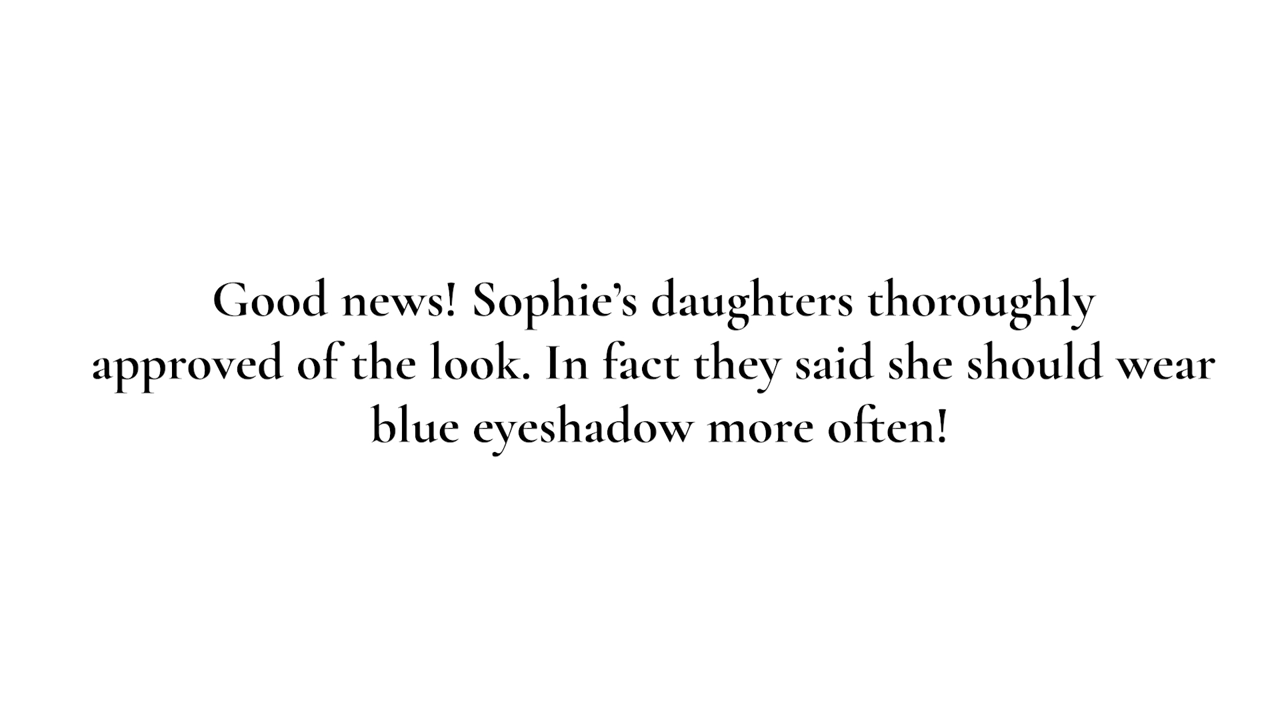 Good news! Sophie’s daughters thoroughly
approved of the look. In fact they said she should wear
blue eyeshadow more often!